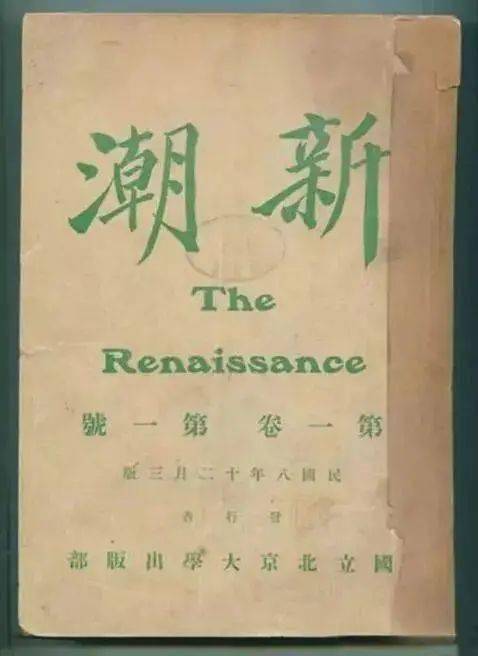 新潮
The
Renaissance
第一卷 第一號
民國八年十二月三版
發行者
國立北京大學出版部